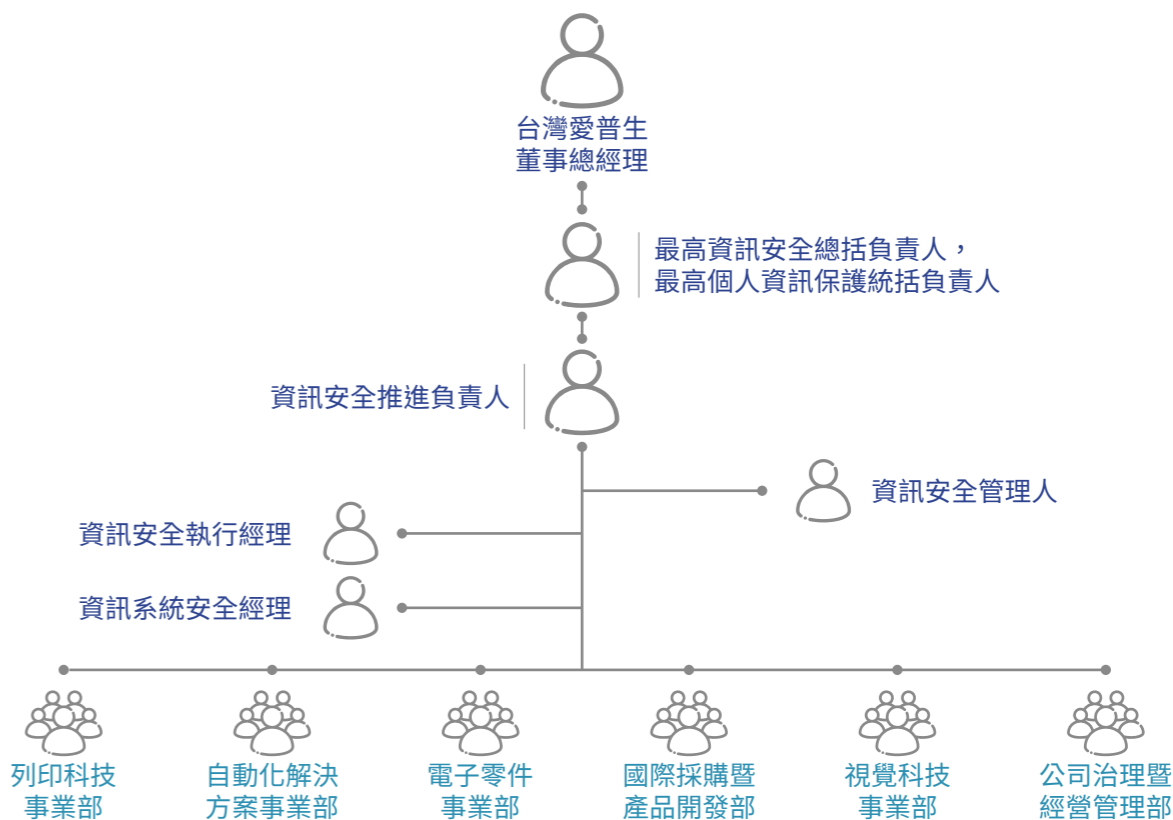 台灣愛普生
董事總經理
最高資訊安全總括負責人，
最高個人資訊保護統括負責人
資訊安全推進負責人
資訊安全管理人
資訊安全執行經理
資訊系統安全經理
列印科技
事業部
自動化解決
方案事業部
電子零件
事業部
國際採購暨
產品開發部
視覺科技
事業部
公司治理暨
經營管理部